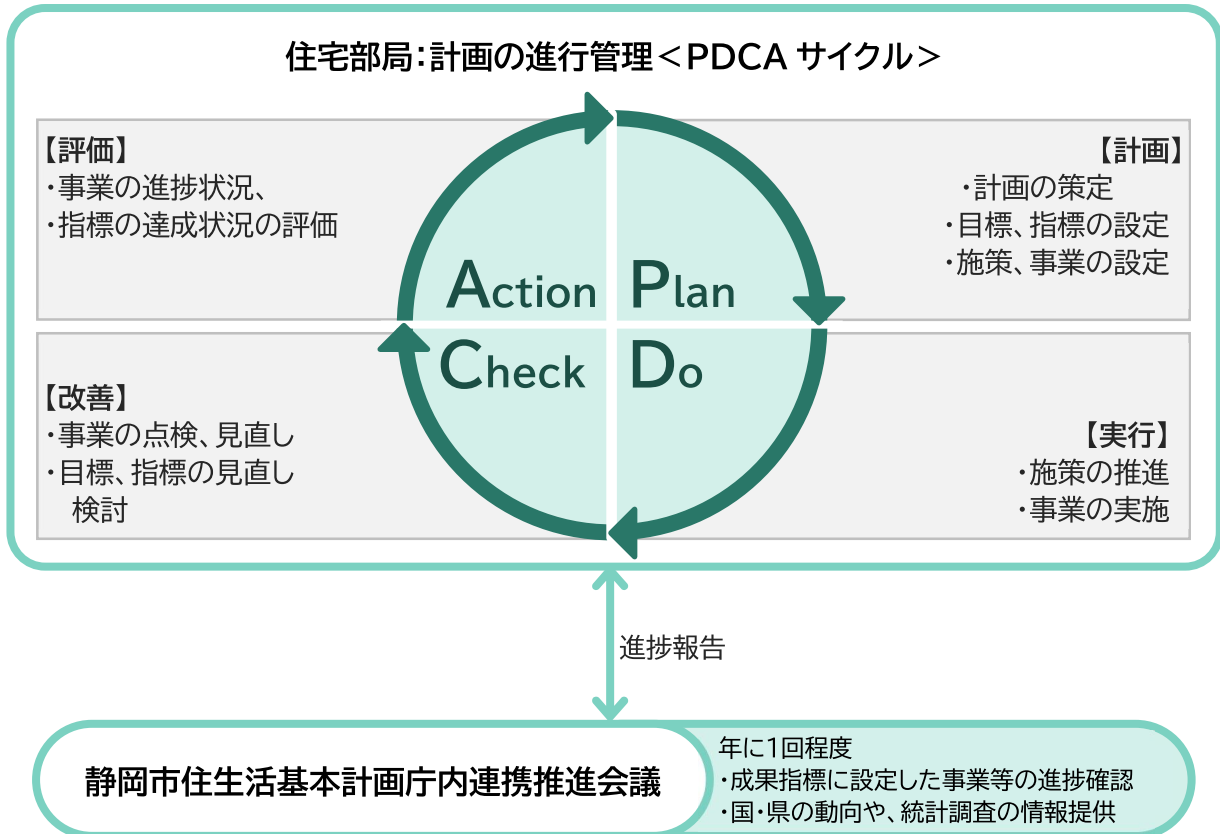 住宅部局:計画の進行管理<PDCA サイクル>
【評価】
・事業の進捗状況、
・指標の達成状況の評価
【計画】
・計画の策定
・目標、指標の設定
・施策、事業の設定
Action
Plan
Check
Do
【改善】
・事業の点検、見直し
・目標、指標の見直し
検討
【実行】
・施策の推進
・事業の実施
進捗報告
静岡市住生活基本計画庁内連携推進会議
年に1回程度
・成果指標に設定した事業等の進捗確認
・国・県の動向や、統計調査の情報提供